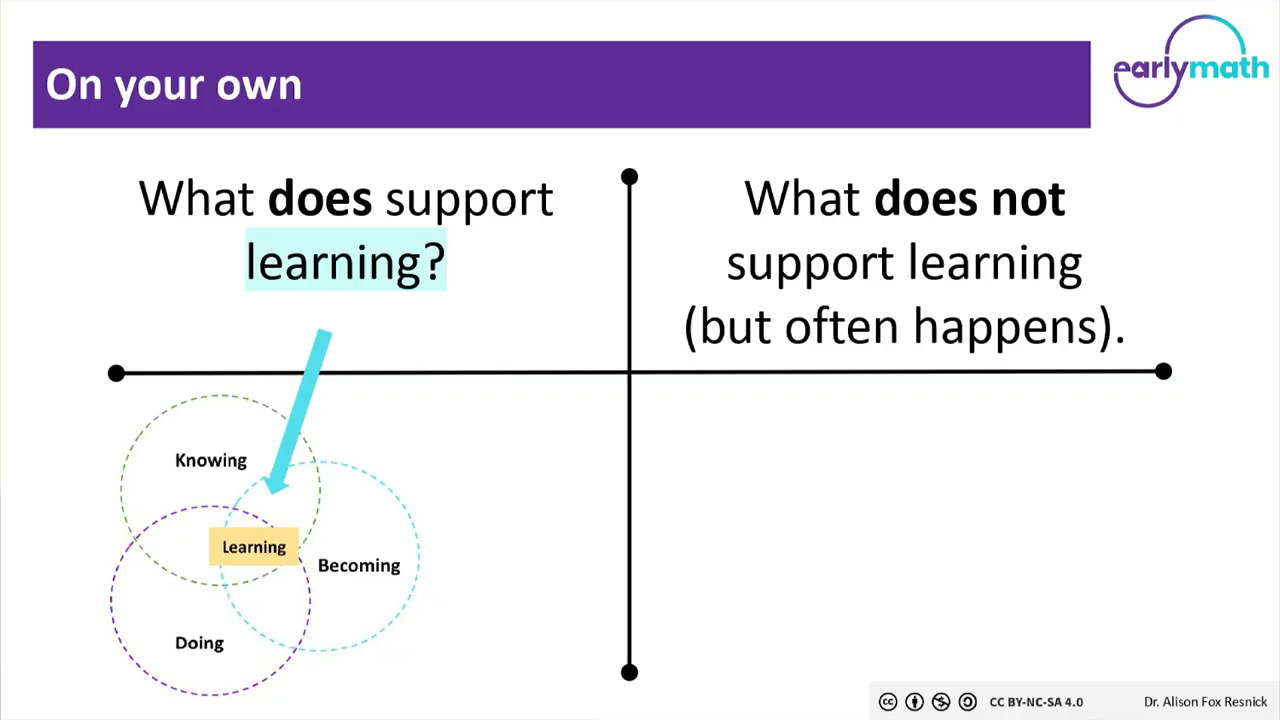 On your own
earlymath
What does support
learning?
What does not
support learning
(but often happens).
Knowing
Learning
Becoming
Doing
CC BY-NC-SA 4.0
Dr. Alison Fox Resnick